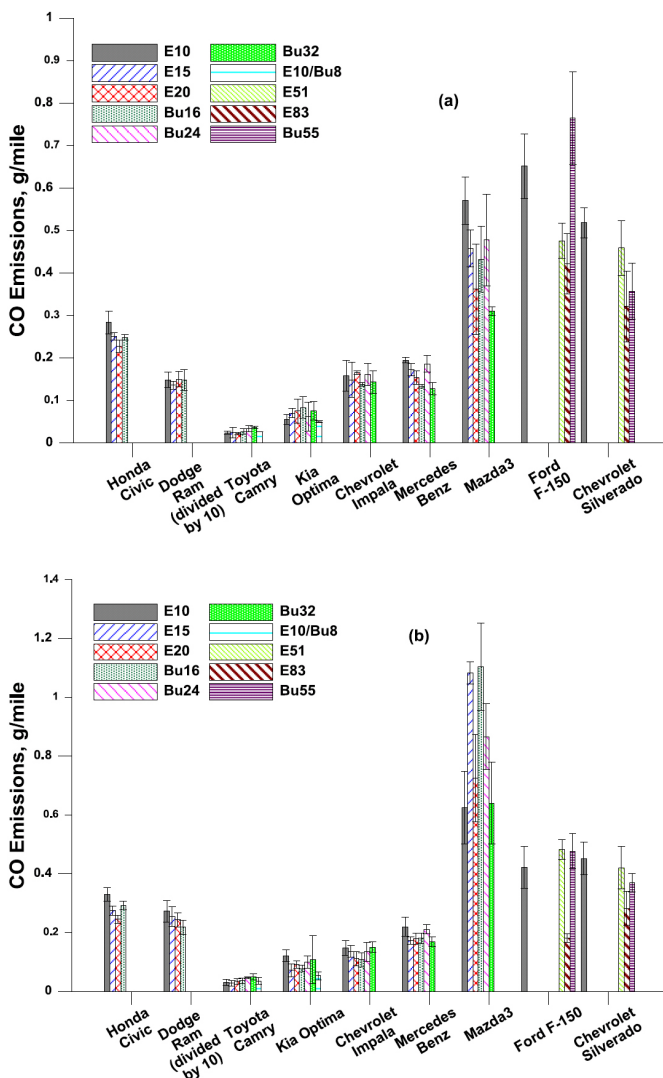 1
0.9
0.8
0.7
0.6
0.5
0.4
0.3
0.2
0.1
0
CO Emissions, g/mile
(a)
E10
E15
E20
Bu16
Bu24
Bu32
E10/Bu8
E51
E83
Bu55
Honda
Civic
Dodge
Ram
(divided
by 10)
Toyota
Camry
Kia
Optima
Chevrolet
Impala
Mercedes
Benz
Mazda3
Ford
F-150
Chevrolet
Silverado
1.4
1.2
1
0.8
0.6
0.4
0.2
0
CO Emissions, g/mile
(b)
E10
E15
E20
Bu16
Bu24
Bu32
E10/Bu8
E51
E83
Bu55
Honda
Civic
Dodge
Ram
(divided
by 10)
Toyota
Camry
Kia Optima
Chevrolet
Impala
Mercedes
Benz
Mazda3
Ford F-150
Chevrolet
Silverado